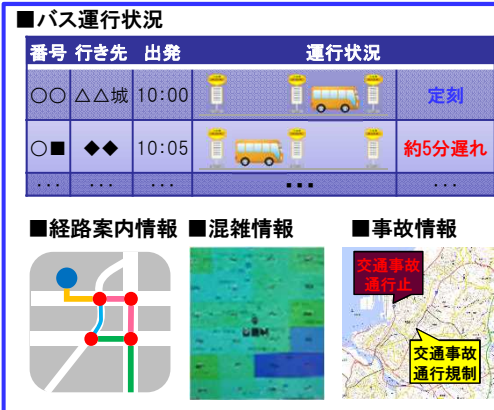 ■バス運行状況
番号 行き先 出発 運行状況
○○ △△城 10:00 定刻
○■ ◆◆ 10:05 約5分遅れ
... ... ... ... ...
■経路案内情報 ■混雑情報 ■事故情報
交通事故
通行止
交通事故
通行規制